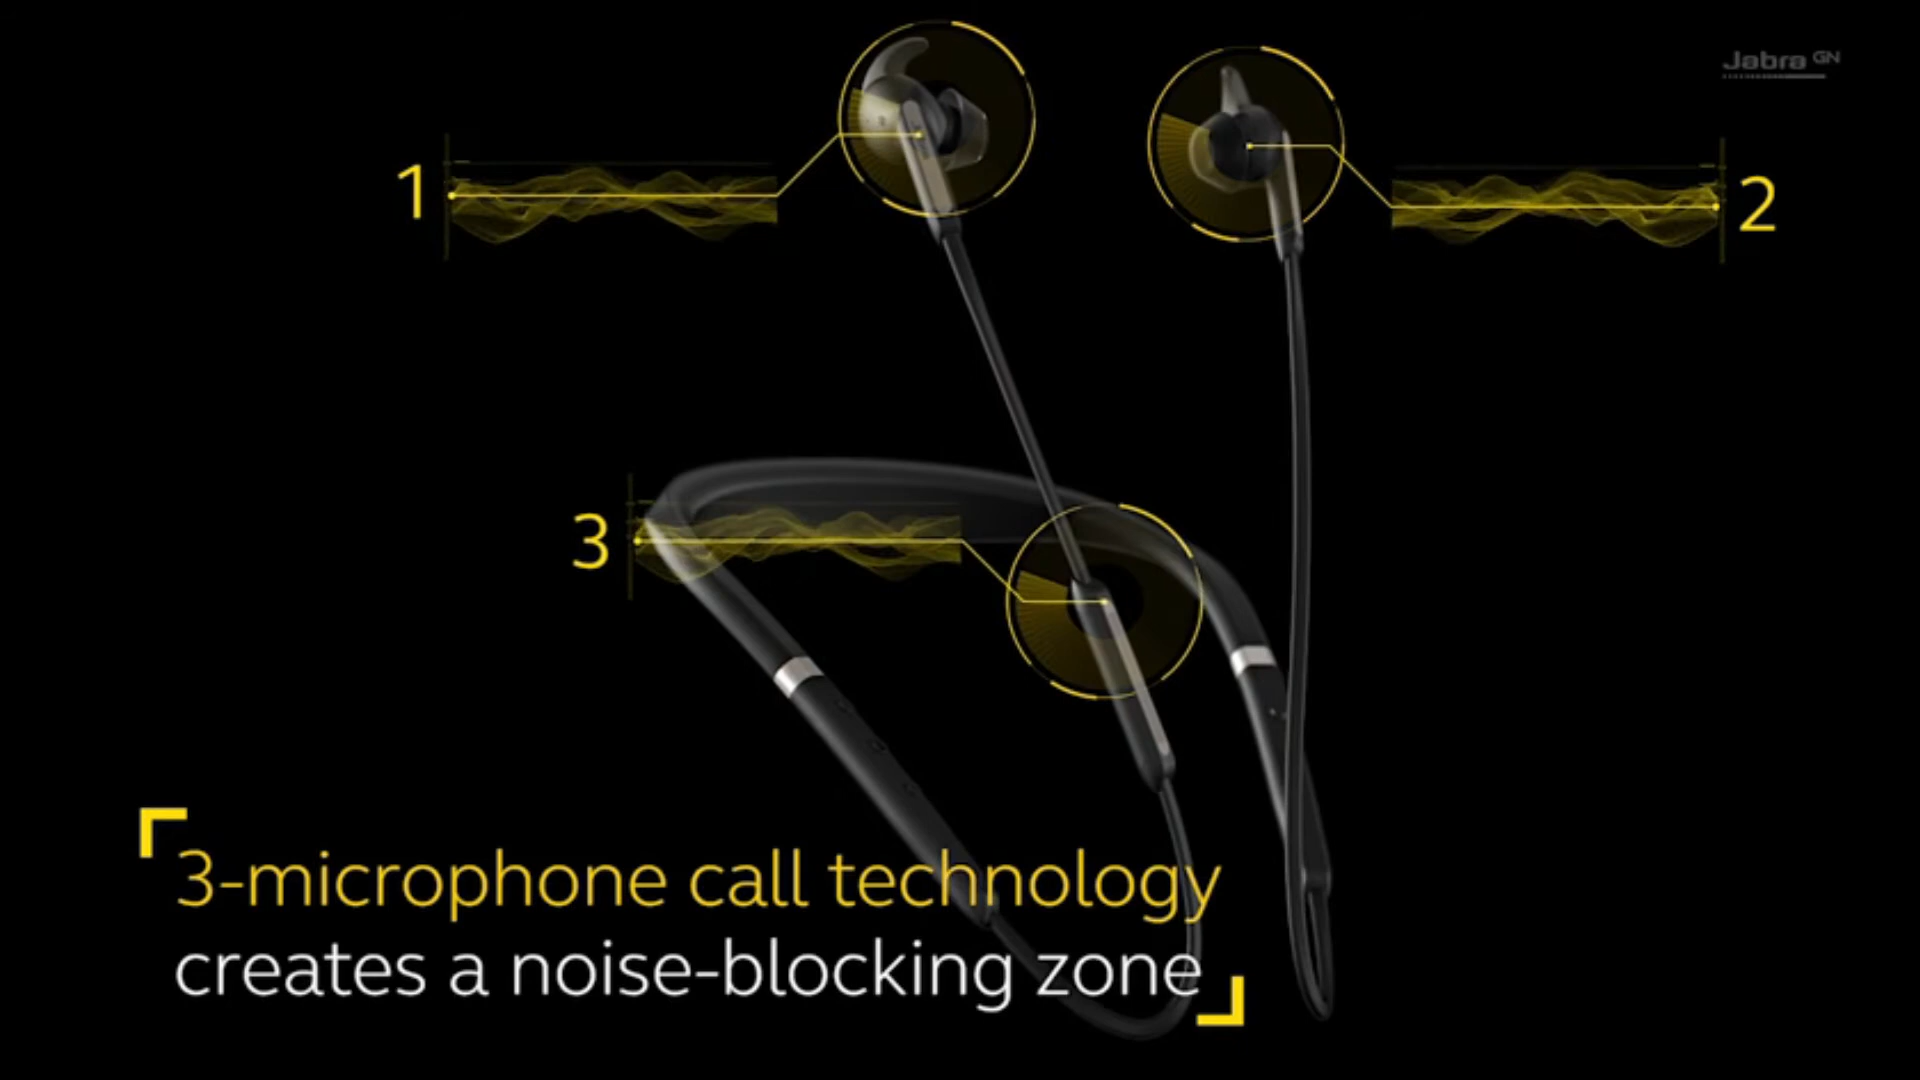 Jabra GN
1
2
3
3-microphone call technology
creates a noise-blocking zone